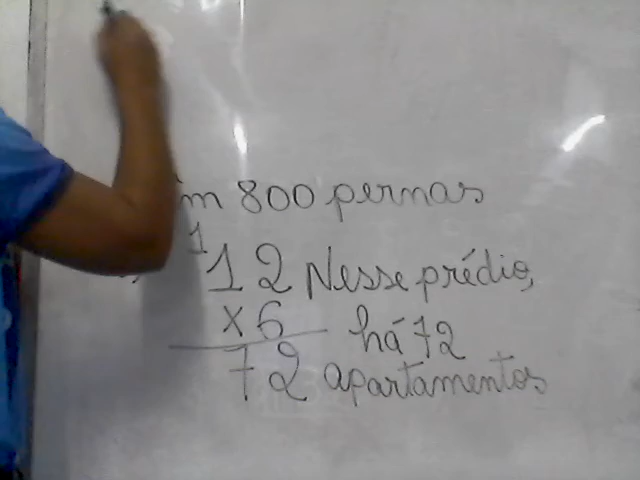 800 pernas
1
12 Nesse prédio,
x6 há 72
72 apartamentos